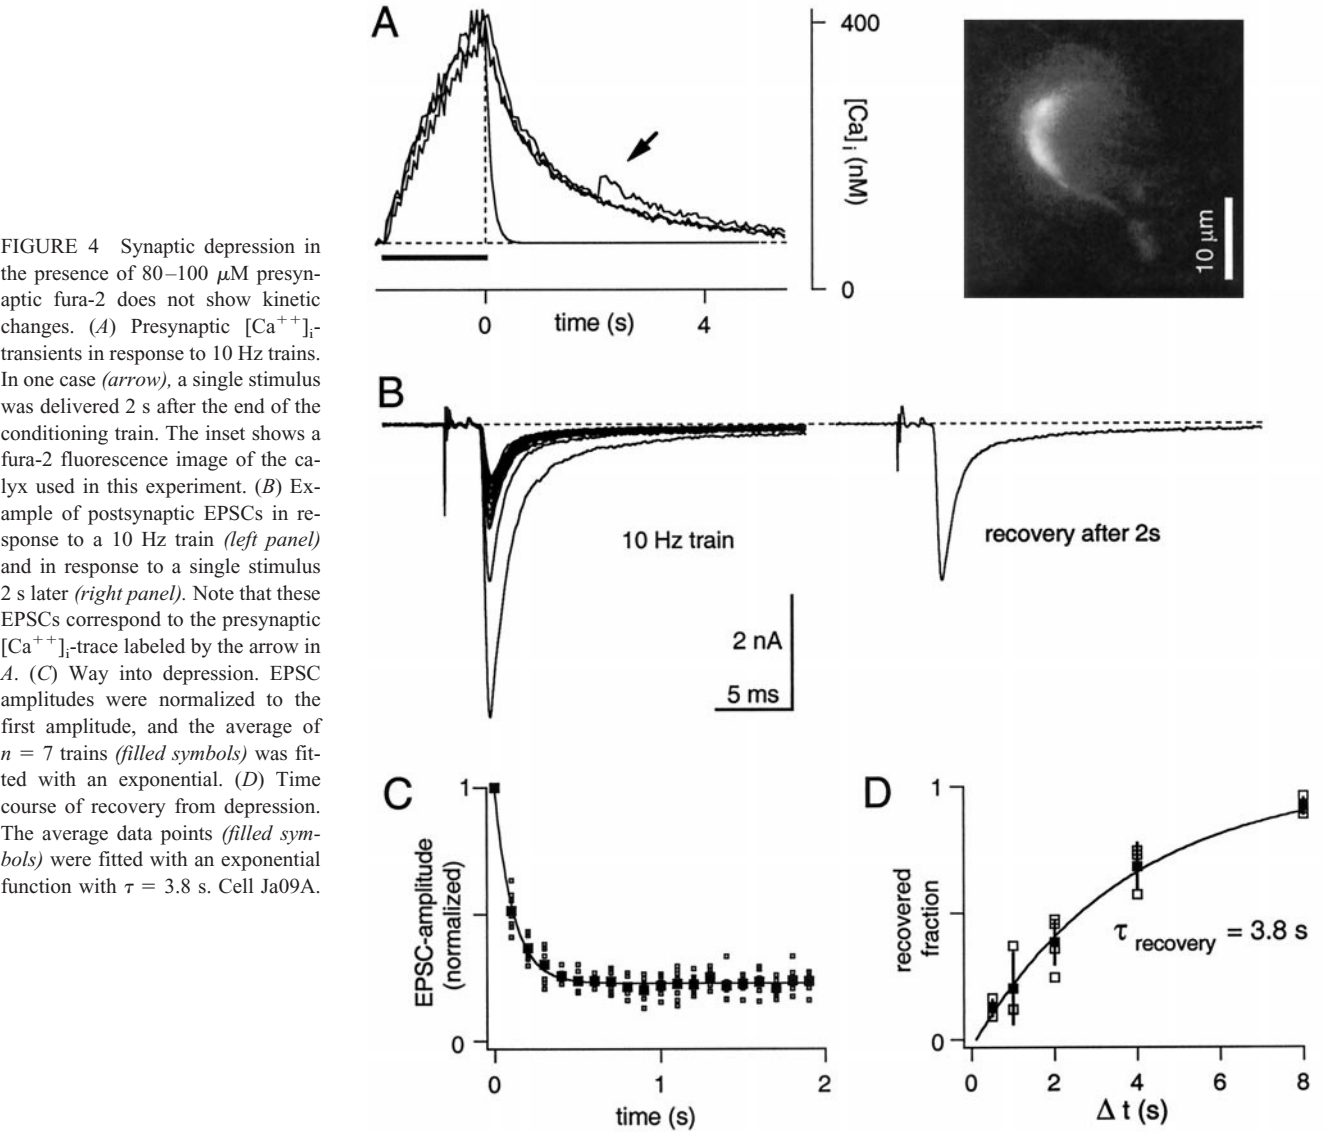 FIGURE 4 Synaptic depression in
the presence of 80–100 μM presyn-
aptic fura-2 does not show kinetic
changes. (A) Presynaptic [Ca++]i-
transients in response to 10 Hz trains.
In one case (arrow), a single stimulus
was delivered 2 s after the end of the
conditioning train. The inset shows a
fura-2 fluorescence image of the ca-
lyx used in this experiment. (B) Ex-
ample of postsynaptic EPSCs in re-
sponse to a 10 Hz train (left panel)
and in response to a single stimulus
2 s later (right panel). Note that these
EPSCs correspond to the presynaptic
[Ca++]i-trace labeled by the arrow in
A. (C) Way into depression. EPSC
amplitudes were normalized to the
first amplitude, and the average of
n = 7 trains (filled symbols) was fit-
ted with an exponential. (D) Time
course of recovery from depression.
The average data points (filled sym-
bols) were fitted with an exponential
function with τ = 3.8 s. Cell Ja09A.
A
400
[Ca]i (nM)
0
0
time (s)
4
10 μm
B
10 Hz train
recovery after 2s
2 nA
5 ms
C
1
EPSC-amplitude
(normalized)
0
0
1
2
time (s)
D
1
recovered
fraction
0
τ recovery = 3.8 s
0
2
4
6
8
Δ t (s)